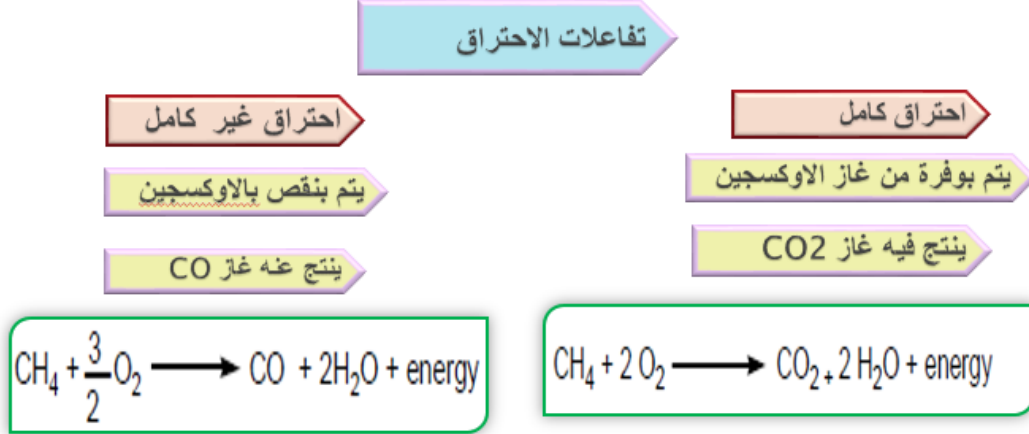 تفاعلات الاحتراق
احتراق كامل
يتم بوفرة من غاز الاوكسجين
ينتج فيه غاز CO2
CH₄ + 2 O₂ ⟶ CO₂ + 2 H₂O + energy
احتراق غير كامل
يتم بنقص بالاوكسجين
ينتج عنه غاز CO
CH₄ + 3/2 O₂ ⟶ CO + 2H₂O + energy